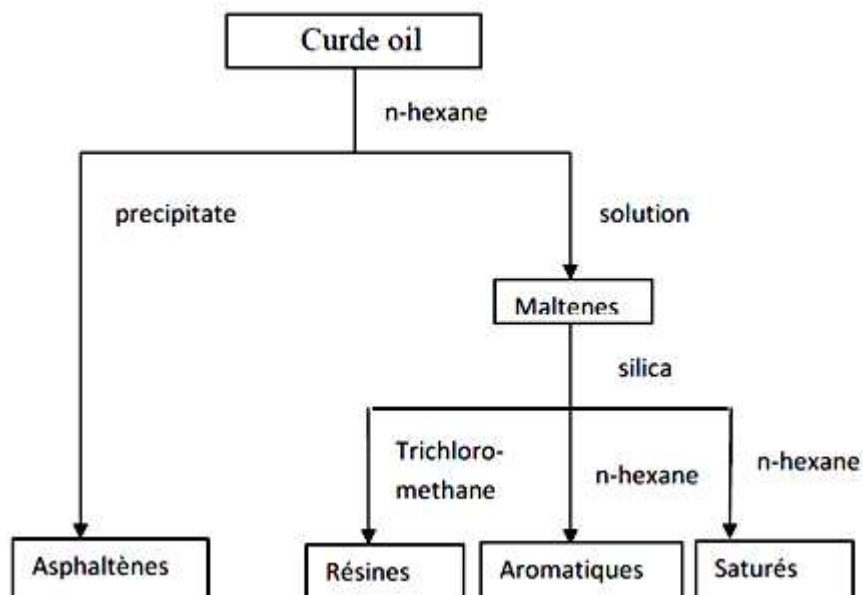 Curde oil
n-hexane
precipitate
solution
Maltenes
silica
Trichloro-
methane
n-hexane
n-hexane
Asphaltènes
Résines
Aromatiques
Saturés